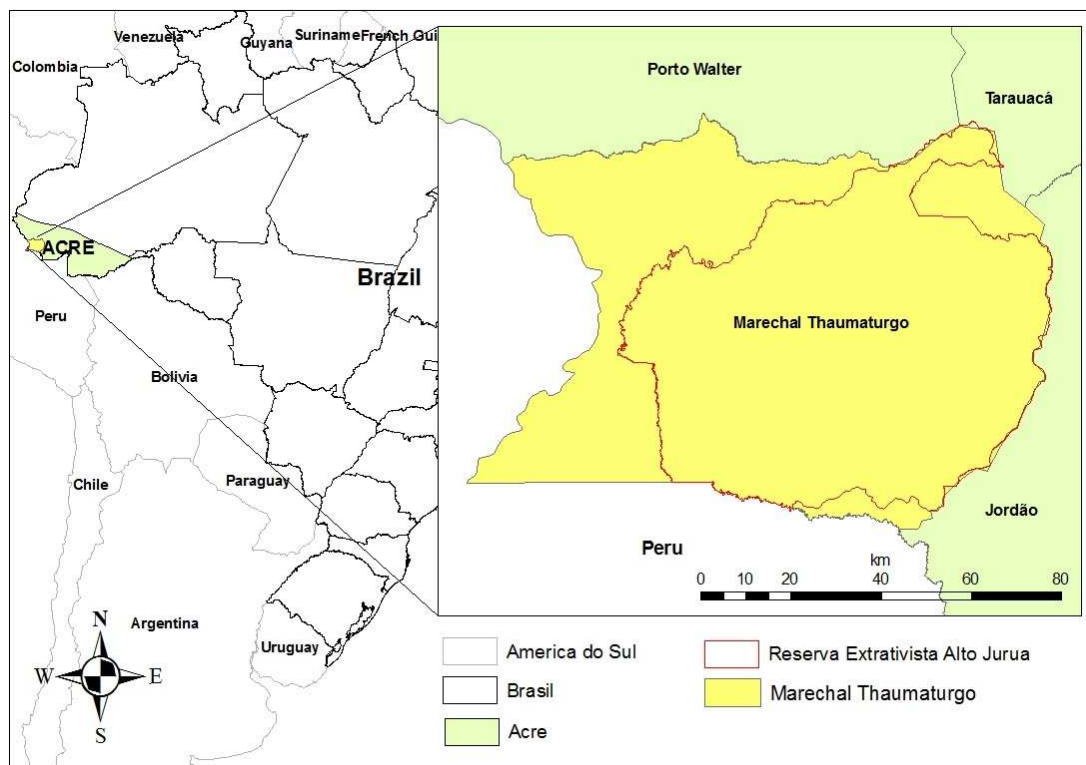 Venezuela
Guyana
Suriname
French Gui
Colombia
ACRE
Brazil
Peru
Bolivia
Chile
Paraguay
Argentina
Uruguay
N
W E
S
Porto Walter
Tarauacá
Marechal Thaumaturgo
Jordão
Peru
km
0 10 20 40 60 80
America do Sul
Brasil
Acre
Reserva Extrativista Alto Jurua
Marechal Thaumaturgo